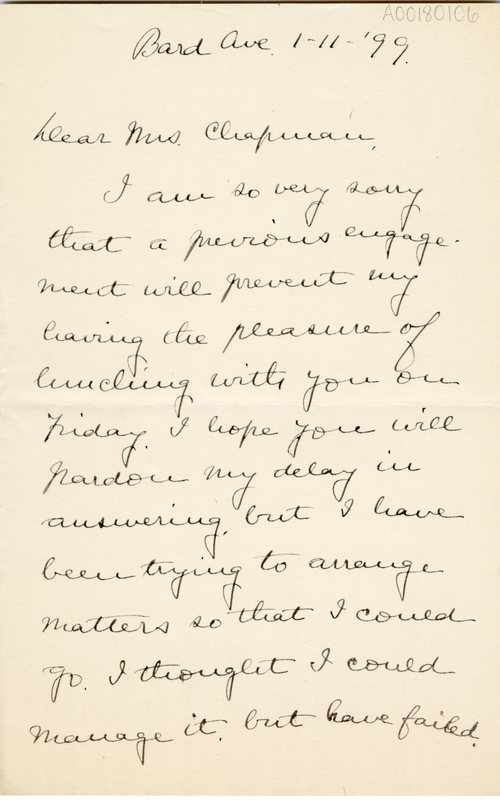 A00180106
Bard Ave. 1-11-'99.
Dear Mrs. Chapman,
I am so very sorry
that a previous engage-
ment will prevent my
having the pleasure of
lunching with you on
Friday. I hope you will
pardon my delay in
answering, but I have
been trying to arrange
matters so that I could
go. I thought I could
manage it, but have failed.